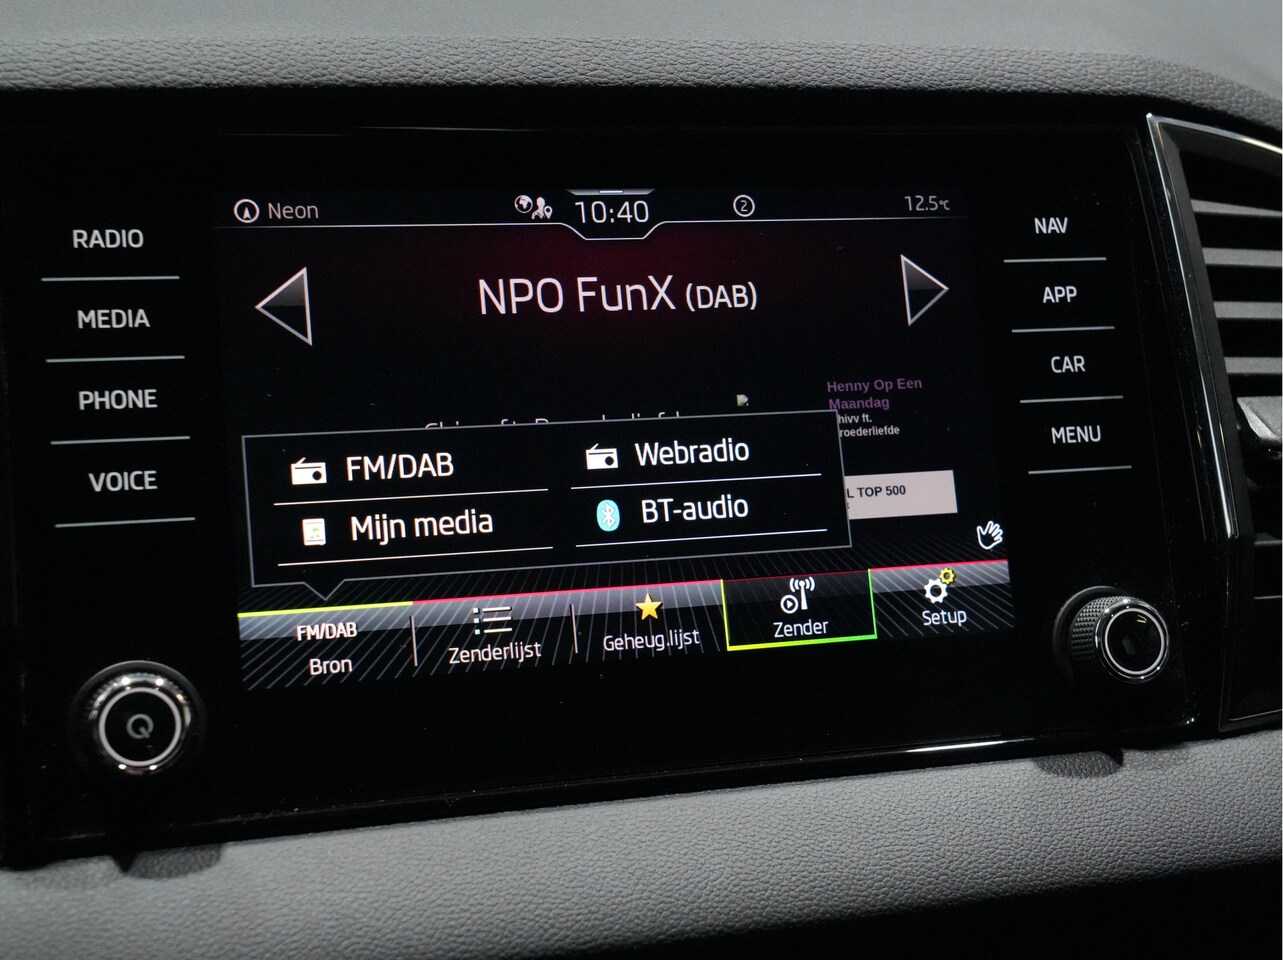 RADIO
MEDIA
PHONE
VOICE
Neon
10:40
2
12.5°C
NPO FunX (DAB)
Henny Op Een
Maandag
hivv ft.
roederliefde
L TOP 500
FM/DAB
Webradio
Mijn media
BT-audio
FM/DAB
Bron
Zenderlijst
Geheug.lijst
Zender
Setup
NAV
APP
CAR
MENU